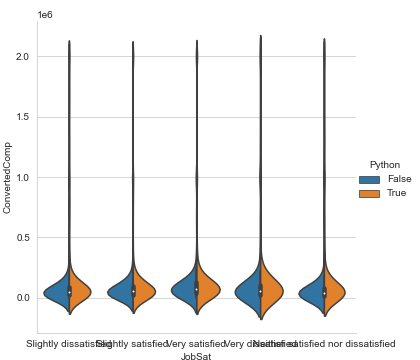 1e6
2.0
1.5
1.0
0.5
0.0
ConvertedComp
Slightly dissatisfied
Slightly satisfied
Very satisfied
Very dissatisfied
Neither satisfied nor dissatisfied
JobSat
Python
False
True